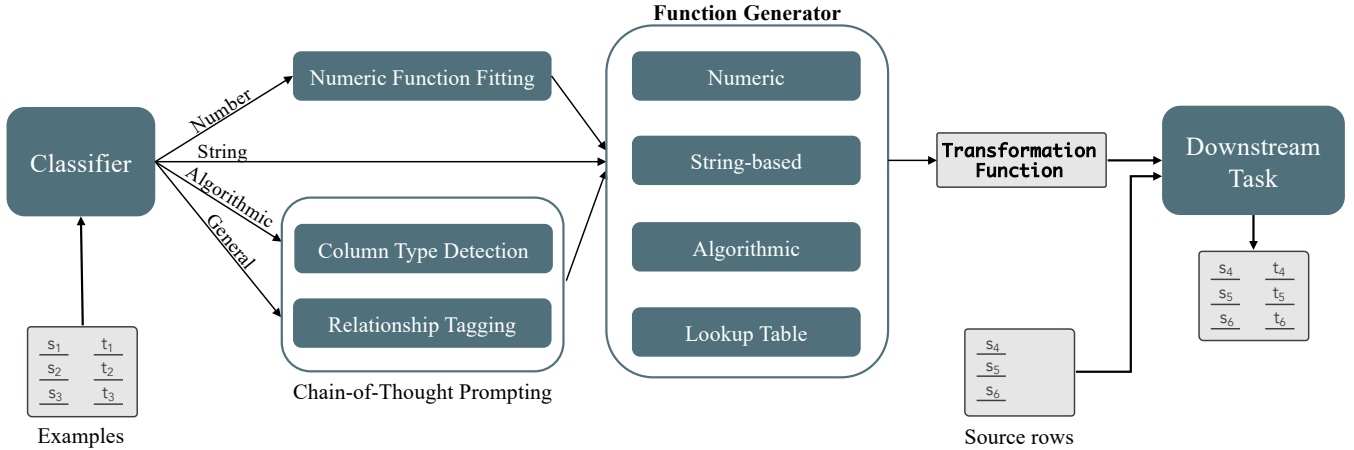 Function Generator
Classifier
Number
String
Algorithmic
General
Numeric Function Fitting
Column Type Detection
Relationship Tagging
Chain-of-Thought Prompting
Numeric
String-based
Algorithmic
Lookup Table
Transformation
Function
Downstream
Task
s₁ t₁
s₂ t₂
s₃ t₃
Examples
s₄
s₅
s₆
Source rows
s₄ t₄
s₅ t₅
s₆ t₆